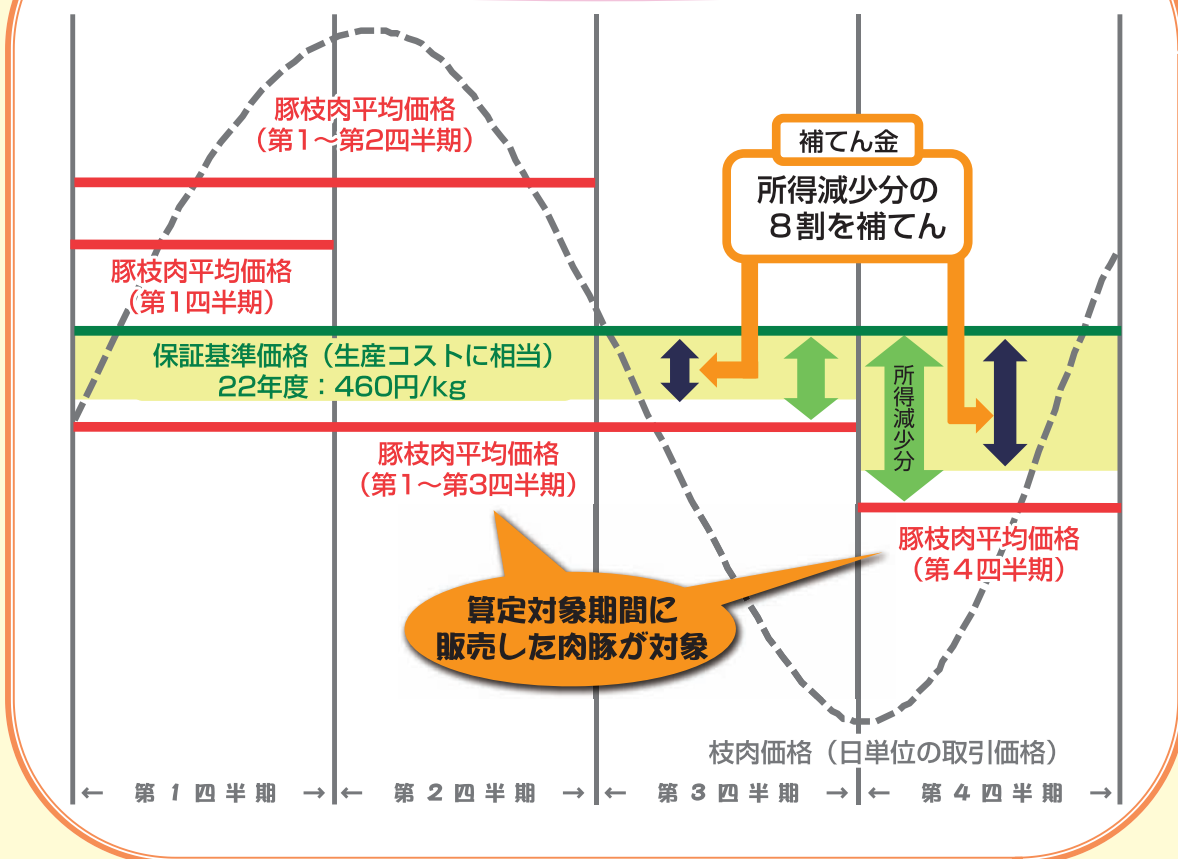 豚枝肉平均価格
（第1～第2四半期）
補てん金
所得減少分の
8割を補てん
豚枝肉平均価格
（第1四半期）
保証基準価格（生産コストに相当）
22年度：460円/kg
所得減少分
豚枝肉平均価格
（第1～第3四半期）
豚枝肉平均価格
（第4四半期）
算定対象期間に
販売した肉豚が対象
枝肉価格（日単位の取引価格）
← 第1四半期 →
← 第2四半期 →
← 第3四半期 →
← 第4四半期 →